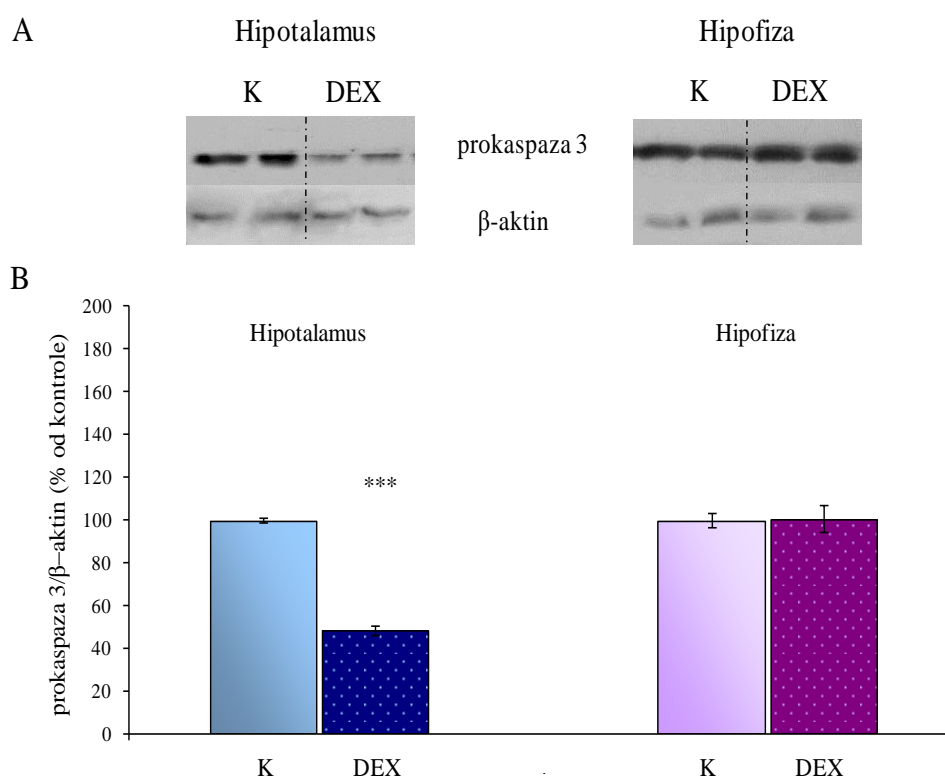 A
Hipotalamus
Hipofiza
K DEX
K DEX
prokaspaza 3
β-aktin
B
prokaspaza 3/β–aktin (% od kontrole)
200
180
160
140
120
100
80
60
40
20
0
Hipotalamus
Hipofiza
***
K DEX
K DEX